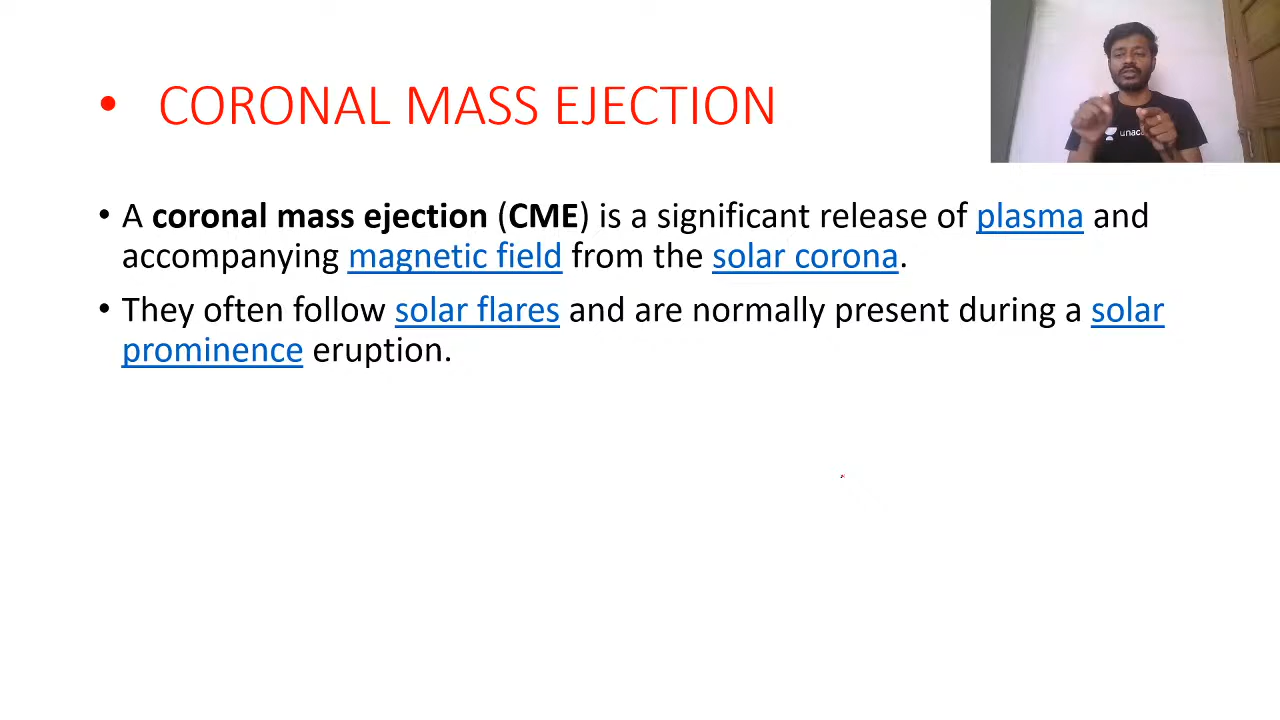 • CORONAL MASS EJECTION
• A coronal mass ejection (CME) is a significant release of plasma and
accompanying magnetic field from the solar corona.
• They often follow solar flares and are normally present during a solar
prominence eruption.